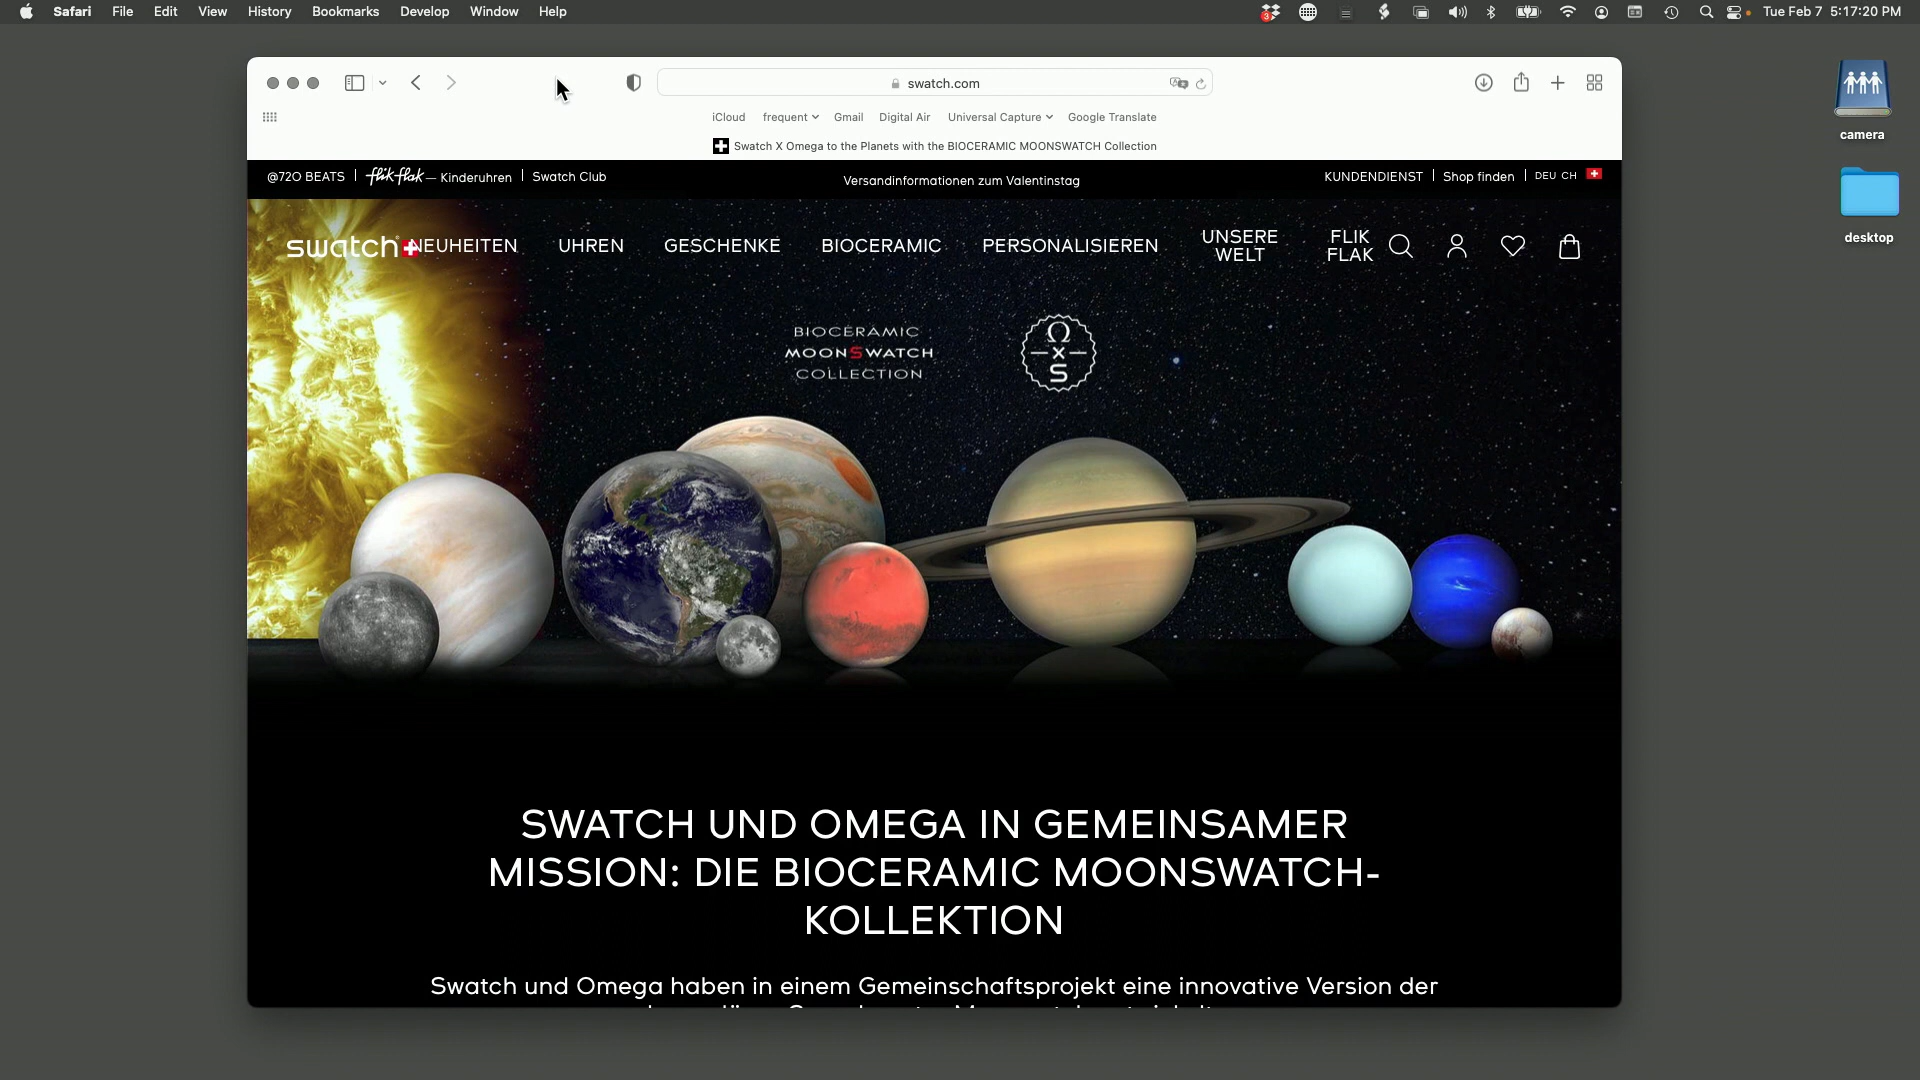 Safari File Edit View History Bookmarks Develop Window Help
3
Tue Feb 7 5:17:20 PM
swatch.com
iCloud frequent Gmail Digital Air Universal Capture Google Translate
Swatch X Omega to the Planets with the BIOCERAMIC MOONSWATCH Collection
camera
desktop
@720 BEATS | flik flak — Kinderuhren | Swatch Club
Versandinformationen zum Valentinstag
KUNDENDIENST | Shop finden | DEU CH
swatch
NEUHEITEN UHREN GESCHENKE BIOCERAMIC PERSONALISIEREN UNSERE WELT FLIK FLAK
BIOCERAMIC
MOONSWATCH
COLLECTION
Ω
x
S
SWATCH UND OMEGA IN GEMEINSAMER
MISSION: DIE BIOCERAMIC MOONSWATCH-
KOLLEKTION
Swatch und Omega haben in einem Gemeinschaftsprojekt eine innovative Version der